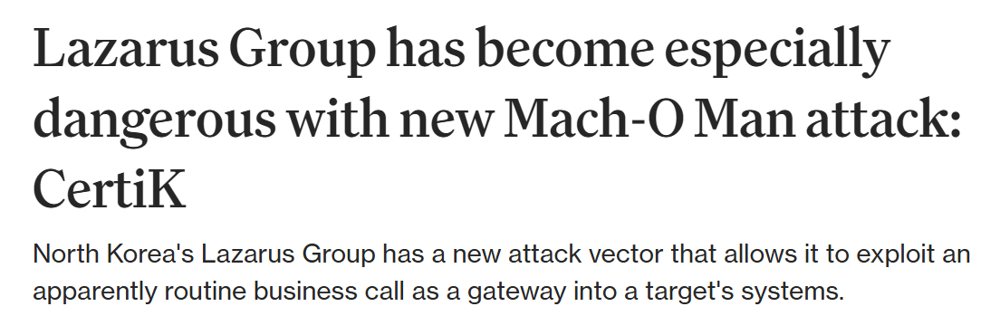 Lazarus Group has become especially
dangerous with new Mach-O Man attack:
CertiK
North Korea's Lazarus Group has a new attack vector that allows it to exploit an
apparently routine business call as a gateway into a target's systems.